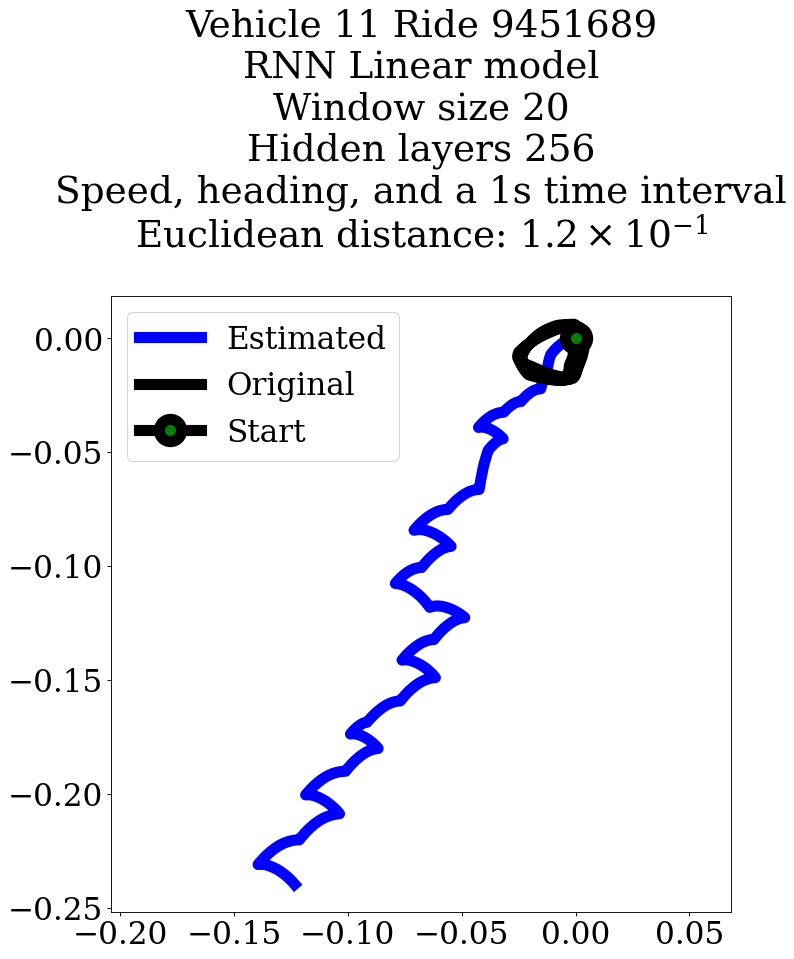 Vehicle 11 Ride 9451689
RNN Linear model
Window size 20
Hidden layers 256
Speed, heading, and a 1s time interval
Euclidean distance: 1.2 × 10⁻¹
Estimated
Original
Start
0.00
−0.05
−0.10
−0.15
−0.20
−0.25
−0.20 −0.15 −0.10 −0.05 0.00 0.05